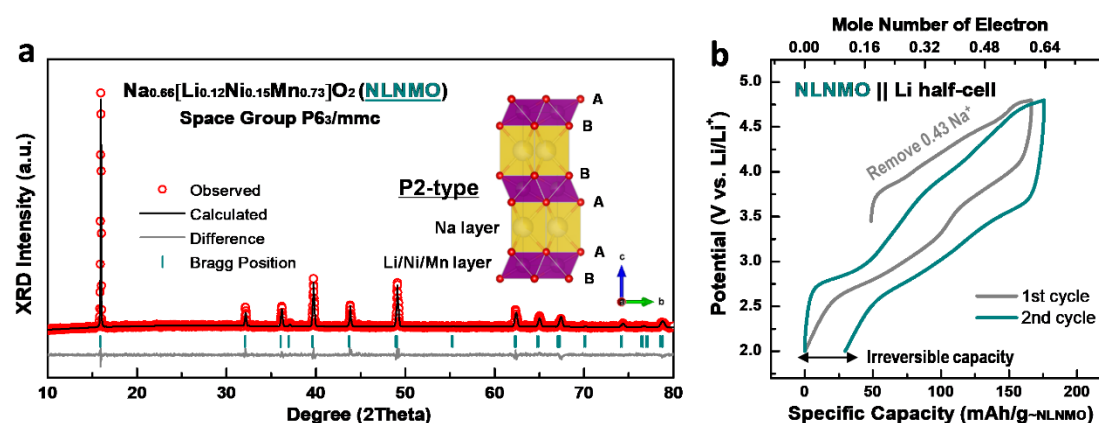 a
Na0.66[Li0.12Ni0.15Mn0.73]O2 (NLNMO)
Space Group P63/mmc
Observed
Calculated
Difference
Bragg Position
P2-type
Na layer
Li/Ni/Mn layer
A
B
B
A
A
B
c
b
XRD Intensity (a.u.)
10 20 30 40 50 60 70 80
Degree (2Theta)
b
Mole Number of Electron
0.00 0.16 0.32 0.48 0.64
NLNMO || Li half-cell
Remove 0.43 Na+
1st cycle
2nd cycle
Irreversible capacity
Potential (V vs. Li/Li+)
5.0
4.5
4.0
3.5
3.0
2.5
2.0
0 50 100 150 200
Specific Capacity (mAh/g~NLNMO)